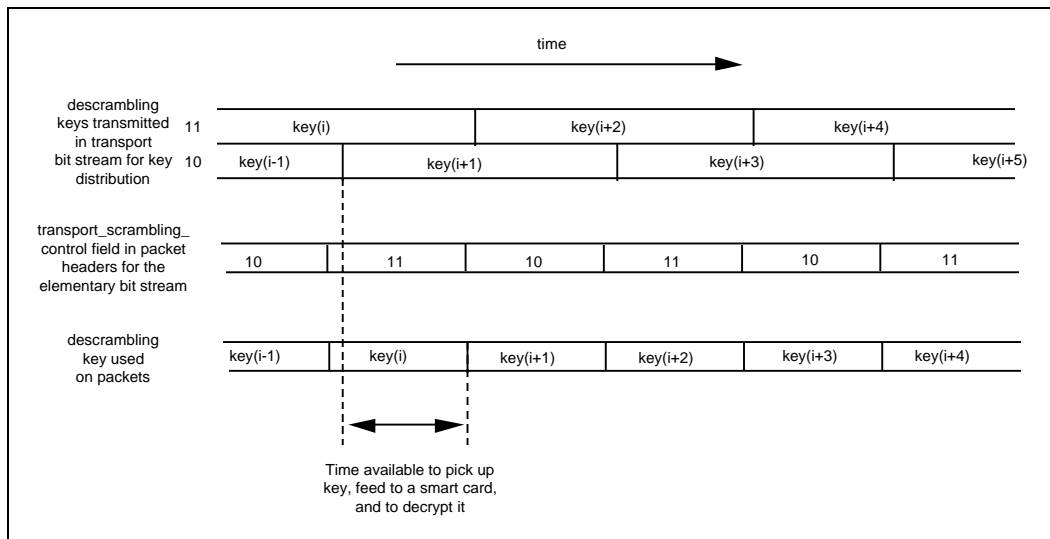 time
descrambling
keys transmitted
in transport
bit stream for key
distribution
11
key(i)
key(i+2)
key(i+4)
10
key(i-1)
key(i+1)
key(i+3)
key(i+5)
transport_scrambling_
control field in packet
headers for the
elementary bit stream
10
11
10
11
10
11
descrambling
key used
on packets
key(i-1)
key(i)
key(i+1)
key(i+2)
key(i+3)
key(i+4)
Time available to pick up
key, feed to a smart card,
and to decrypt it